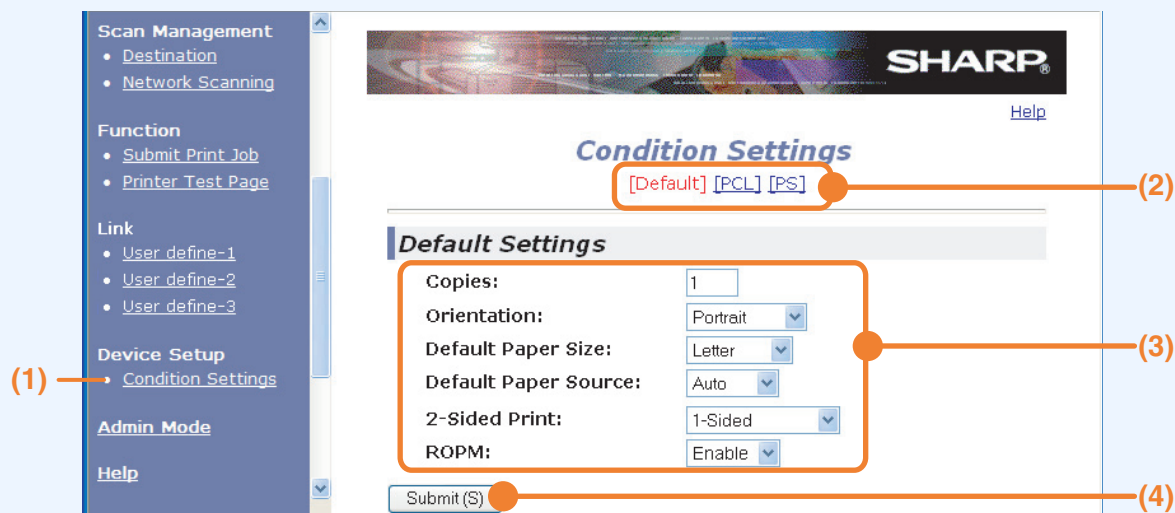 Scan Management
• Destination
• Network Scanning
Function
• Submit Print Job
• Printer Test Page
Link
• User define-1
• User define-2
• User define-3
Device Setup
(1)
• Condition Settings
Admin Mode
Help
SHARP®
Help
Condition Settings
[Default] [PCL] [PS]
(2)
Default Settings
Copies: 1
Orientation: Portrait
Default Paper Size: Letter
(3)
Default Paper Source: Auto
2-Sided Print: 1-Sided
ROPM: Enable
Submit (S)
(4)